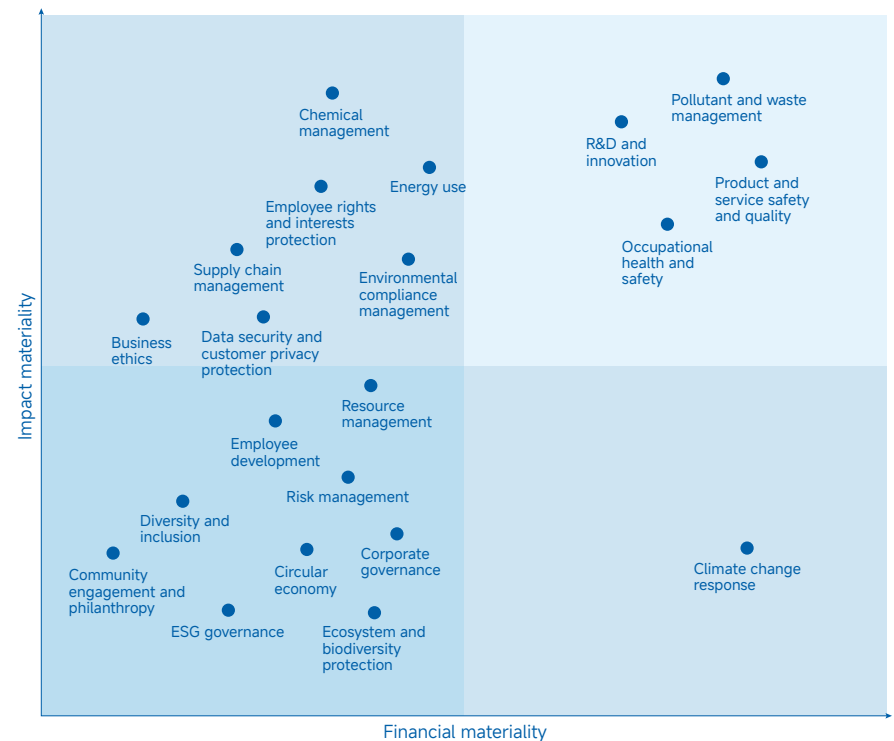 Pollutant and waste
management
Chemical
management
R&D and
innovation
Energy use
Product and
service safety
and quality
Employee rights
and interests
protection
Occupational
health and
safety
Supply chain
management
Environmental
compliance
management
Business
ethics
Data security and
customer privacy
protection
Impact materiality
Resource
management
Employee
development
Risk management
Diversity and
inclusion
Corporate
governance
Circular
economy
Climate change
response
Community
engagement and
philanthropy
ESG governance
Ecosystem and
biodiversity
protection
Financial materiality